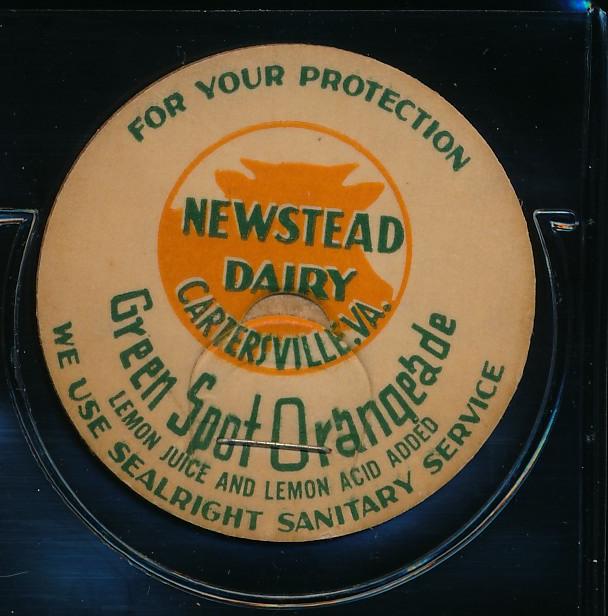 FOR YOUR PROTECTION
NEWSTEAD
DAIRY
CARTERSVILLE, VA.
Green Spot Orangeade
LEMON JUICE AND LEMON ACID ADDED
WE USE SEALRIGHT SANITARY SERVICE